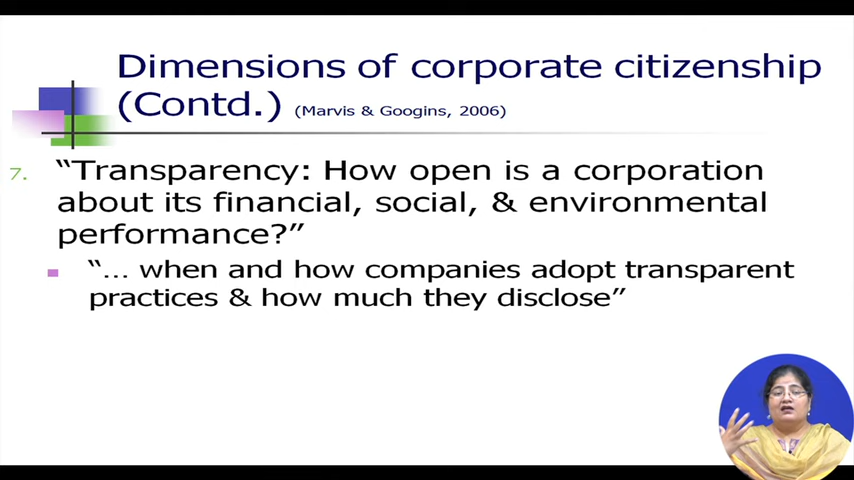 Dimensions of corporate citizenship
(Contd.) (Marvis & Googins, 2006)
7. “Transparency: How open is a corporation
about its financial, social, & environmental
performance?”
“... when and how companies adopt transparent
practices & how much they disclose”